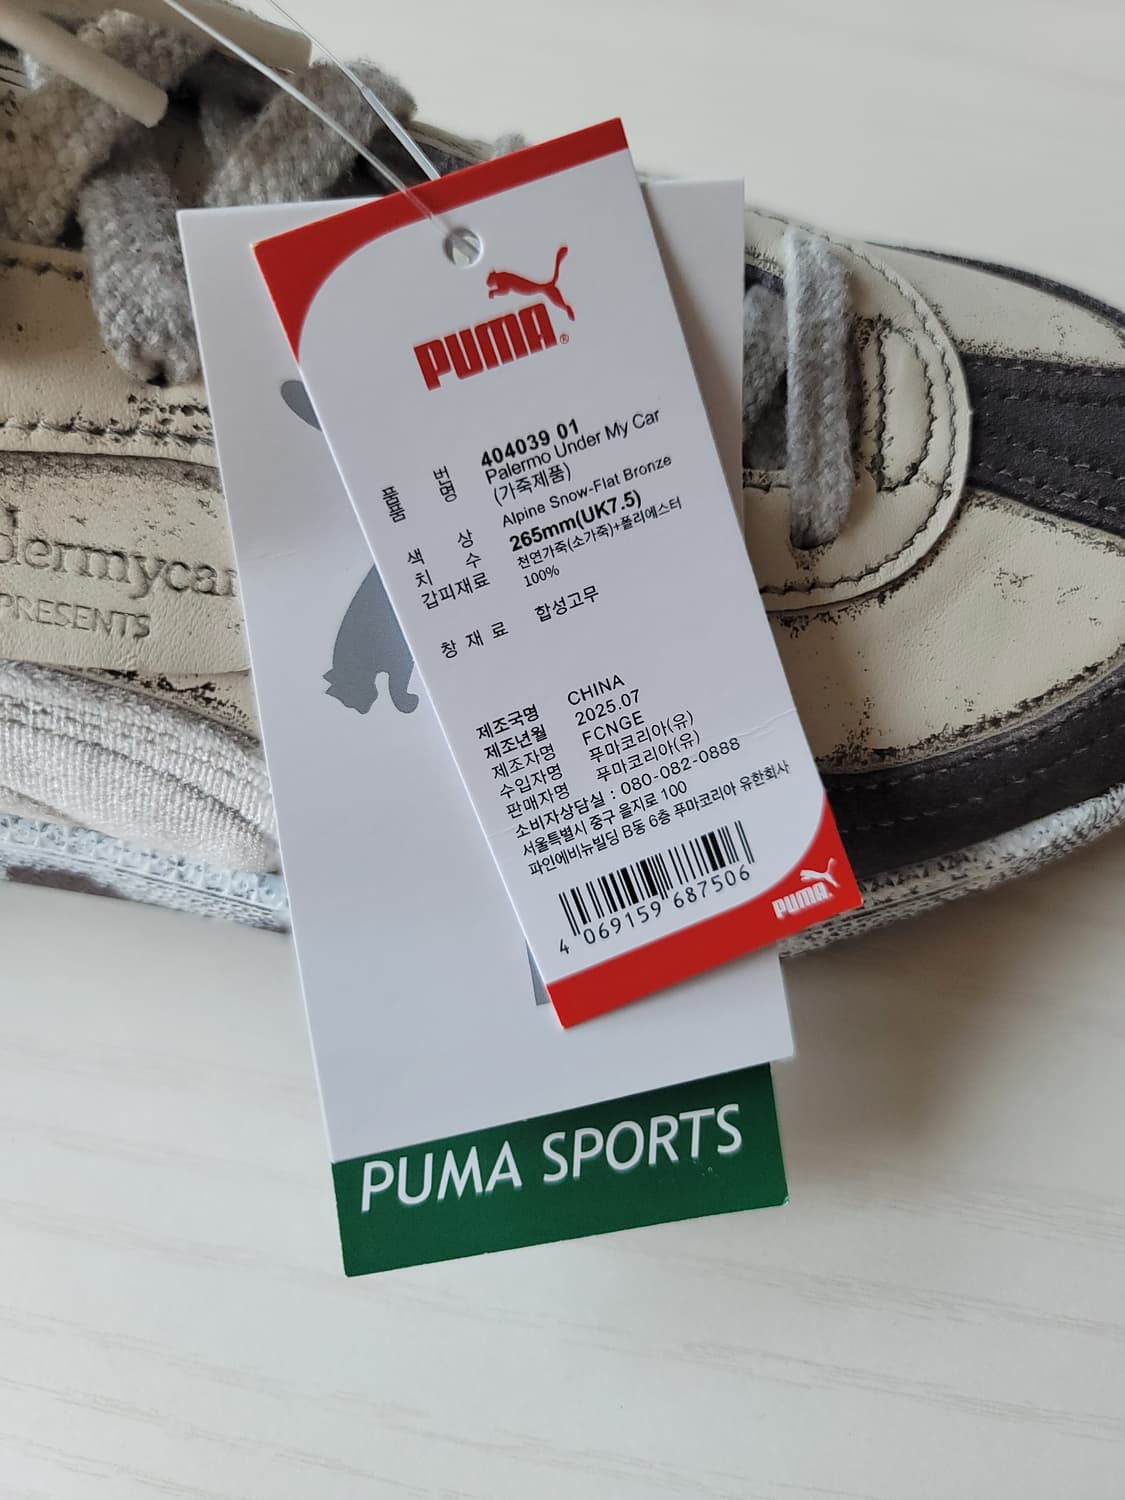 PUMA®
품 번 404039 01
품 명 Palermo Under My Car
(가죽제품)
색 상 Alpine Snow-Flat Bronze
치 수 265mm(UK7.5)
갑피재료 천연가죽(소가죽)+폴리에스터
100%
창 재 료 합성고무
제조국명 CHINA
제조년월 2025.07
제조자명 FCNGE
수입자명 푸마코리아(유)
판매자명 푸마코리아(유)
소비자상담실 : 080-082-0888
서울특별시 중구 을지로 100
파인에비뉴빌딩 B동 6층 푸마코리아 유한회사
4 069159 687506
PUMA
PUMA SPORTS
dermycar
PRESENTS